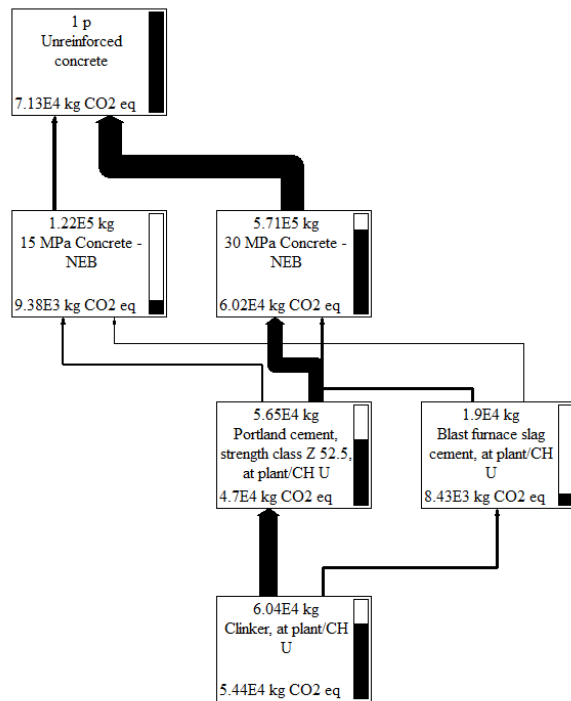 1 p
Unreinforced
concrete
7.13E4 kg CO2 eq
1.22E5 kg
15 MPa Concrete -
NEB
9.38E3 kg CO2 eq
5.71E5 kg
30 MPa Concrete -
NEB
6.02E4 kg CO2 eq
5.65E4 kg
Portland cement,
strength class Z 52.5,
at plant/CH U
4.7E4 kg CO2 eq
1.9E4 kg
Blast furnace slag
cement, at plant/CH
U
8.43E3 kg CO2 eq
6.04E4 kg
Clinker, at plant/CH
U
5.44E4 kg CO2 eq